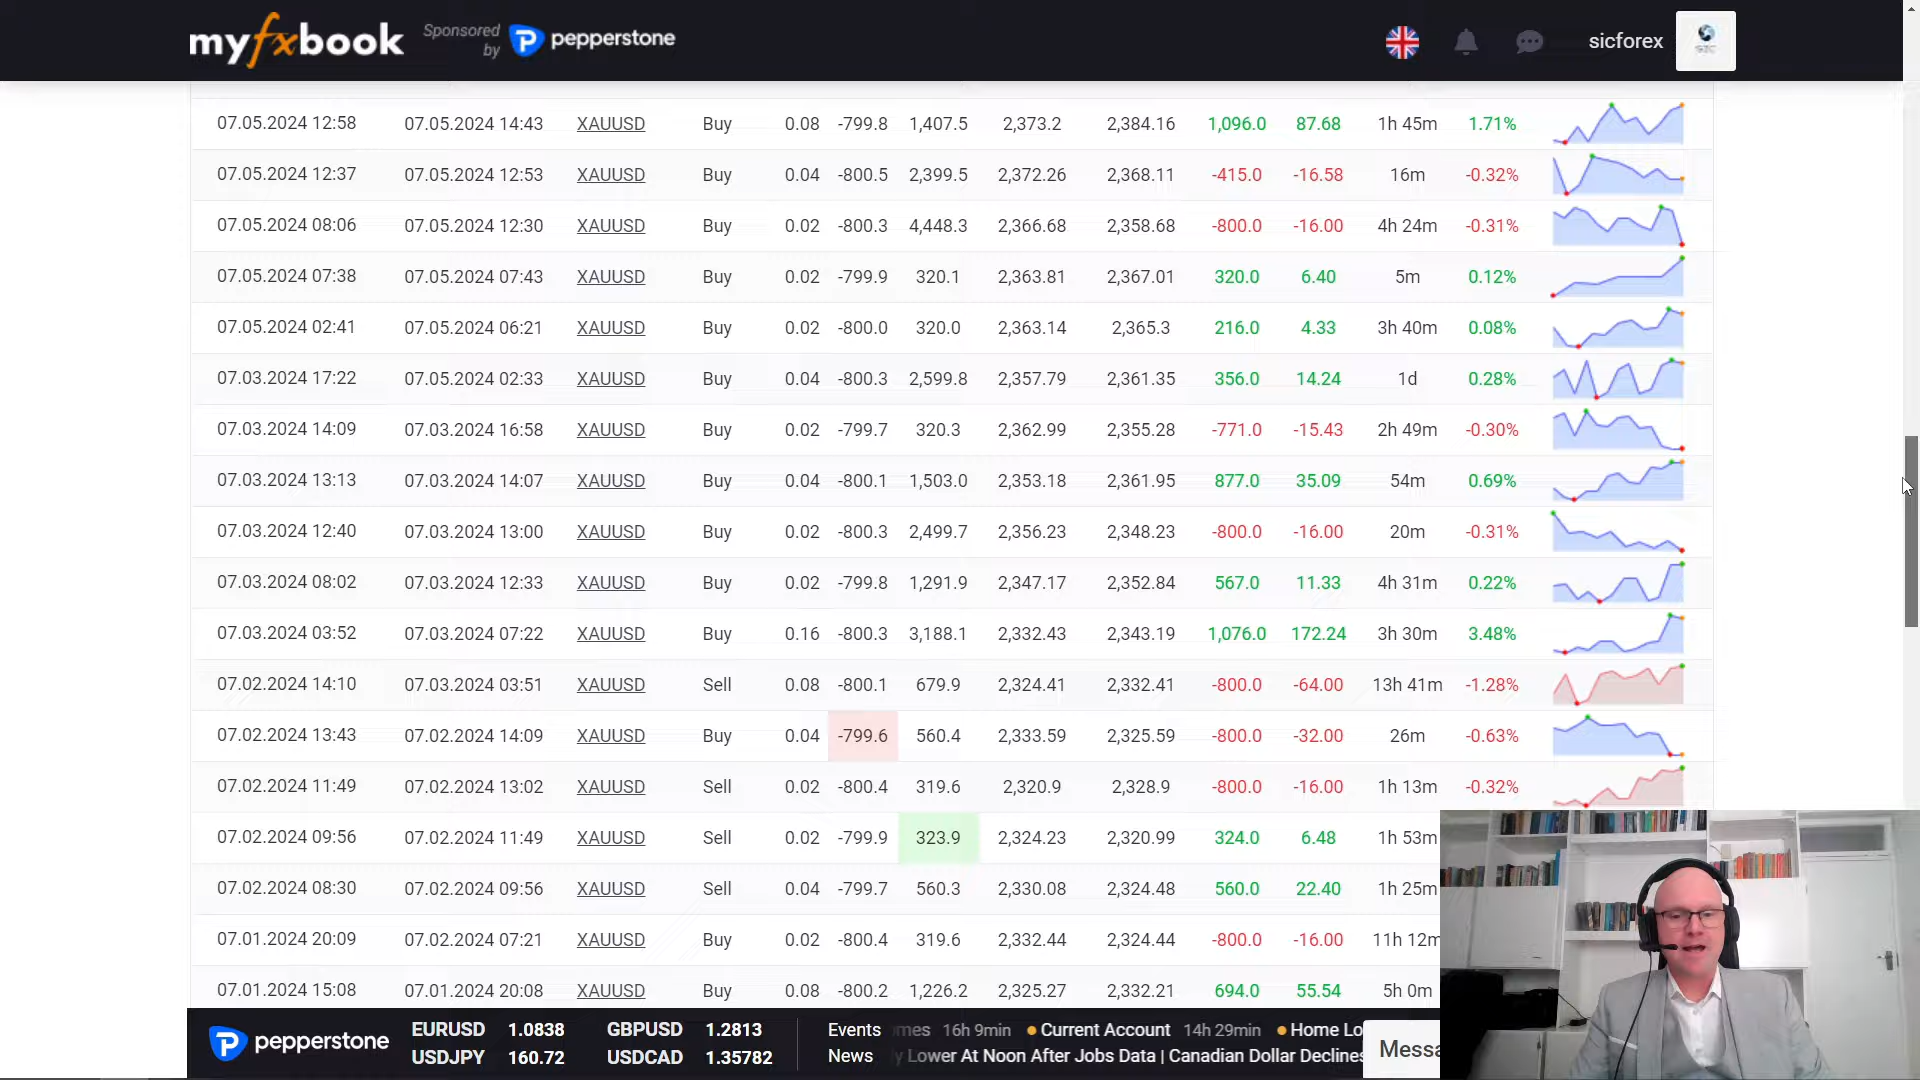 myfxbook Sponsored by pepperstone sicforex
07.05.2024 12:58 07.05.2024 14:43 XAUUSD Buy 0.08 -799.8 1,407.5 2,373.2 2,384.16 1,096.0 87.68 1h 45m 1.71%
07.05.2024 12:37 07.05.2024 12:53 XAUUSD Buy 0.04 -800.5 2,399.5 2,372.26 2,368.11 -415.0 -16.58 16m -0.32%
07.05.2024 08:06 07.05.2024 12:30 XAUUSD Buy 0.02 -800.3 4,448.3 2,366.68 2,358.68 -800.0 -16.00 4h 24m -0.31%
07.05.2024 07:38 07.05.2024 07:43 XAUUSD Buy 0.02 -799.9 320.1 2,363.81 2,367.01 320.0 6.40 5m 0.12%
07.05.2024 02:41 07.05.2024 06:21 XAUUSD Buy 0.02 -800.0 320.0 2,363.14 2,365.3 216.0 4.33 3h 40m 0.08%
07.03.2024 17:22 07.05.2024 02:33 XAUUSD Buy 0.04 -800.3 2,599.8 2,357.79 2,361.35 356.0 14.24 1d 0.28%
07.03.2024 14:09 07.03.2024 16:58 XAUUSD Buy 0.02 -799.7 320.3 2,362.99 2,355.28 -771.0 -15.43 2h 49m -0.30%
07.03.2024 13:13 07.03.2024 14:07 XAUUSD Buy 0.04 -800.1 1,503.0 2,353.18 2,361.95 877.0 35.09 54m 0.69%
07.03.2024 12:40 07.03.2024 13:00 XAUUSD Buy 0.02 -800.3 2,499.7 2,356.23 2,348.23 -800.0 -16.00 20m -0.31%
07.03.2024 08:02 07.03.2024 12:33 XAUUSD Buy 0.02 -799.8 1,291.9 2,347.17 2,352.84 567.0 11.33 4h 31m 0.22%
07.03.2024 03:52 07.03.2024 07:22 XAUUSD Buy 0.16 -800.3 3,188.1 2,332.43 2,343.19 1,076.0 172.24 3h 30m 3.48%
07.02.2024 14:10 07.03.2024 03:51 XAUUSD Sell 0.08 -800.1 679.9 2,324.41 2,332.41 -800.0 -64.00 13h 41m -1.28%
07.02.2024 13:43 07.02.2024 14:09 XAUUSD Buy 0.04 -799.6 560.4 2,333.59 2,325.59 -800.0 -32.00 26m -0.63%
07.02.2024 11:49 07.02.2024 13:02 XAUUSD Sell 0.02 -800.4 319.6 2,320.9 2,328.9 -800.0 -16.00 1h 13m -0.32%
07.02.2024 09:56 07.02.2024 11:49 XAUUSD Sell 0.02 -799.9 323.9 2,324.23 2,320.99 324.0 6.48 1h 53m
07.02.2024 08:30 07.02.2024 09:56 XAUUSD Sell 0.04 -799.7 560.3 2,330.08 2,324.48 560.0 22.40 1h 25m
07.01.2024 20:09 07.02.2024 07:21 XAUUSD Buy 0.02 -800.4 319.6 2,332.44 2,324.44 -800.0 -16.00 11h 12m
07.01.2024 15:08 07.01.2024 20:08 XAUUSD Buy 0.08 -800.2 1,226.2 2,325.27 2,332.21 694.0 55.54 5h 0m
pepperstone EURUSD 1.0838 GBPUSD 1.2813 Events mes 16h 9min Current Account 14h 29min Home Lo
USDJPY 160.72 USDCAD 1.35782 News y Lower At Noon After Jobs Data | Canadian Dollar Declines
Messa